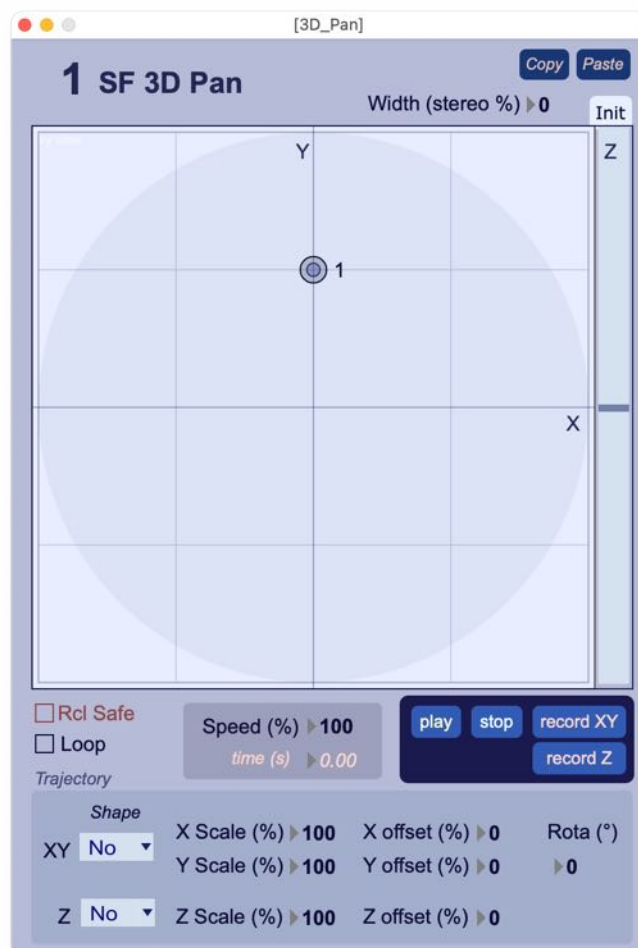 [3D_Pan]
1 SF 3D Pan
Copy Paste
Width (stereo %) 0
Init
Y
Z
1
X
Rcl Safe
Loop
Speed (%) 100
time (s) 0.00
play stop record XY
record Z
Trajectory
Shape
XY No X Scale (%) 100 X offset (%) 0 Rota (°)
Y Scale (%) 100 Y offset (%) 0 0
Z No Z Scale (%) 100 Z offset (%) 0